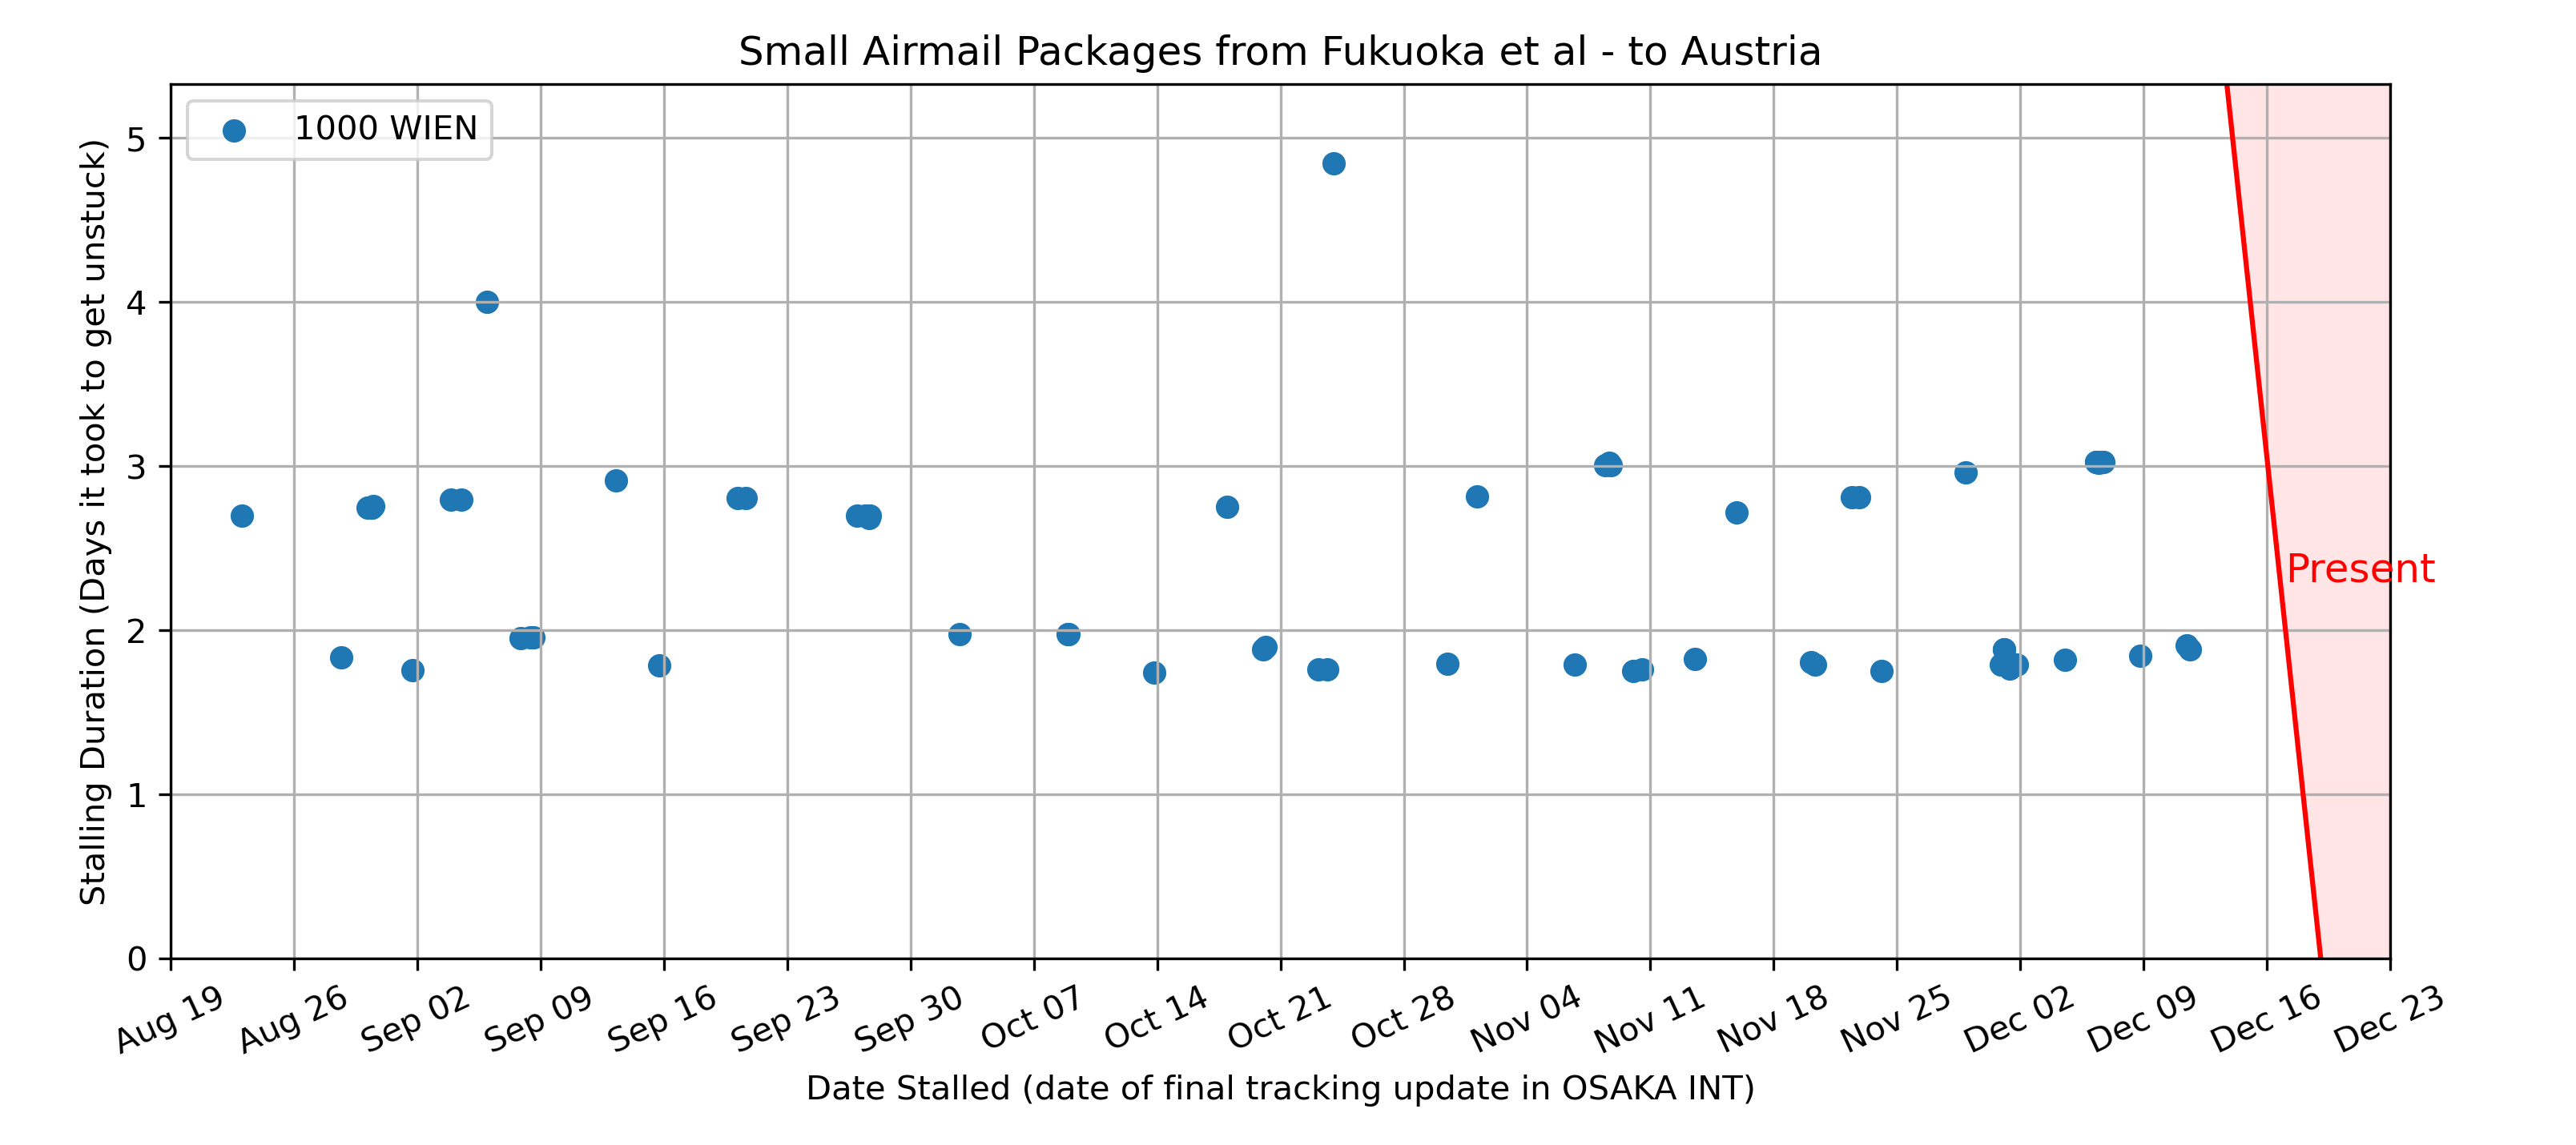 Small Airmail Packages from Fukuoka et al - to Austria
1000 WIEN
Stalling Duration (Days it took to get unstuck)
5
4
3
2
1
0
Present
Aug 19
Aug 26
Sep 02
Sep 09
Sep 16
Sep 23
Sep 30
Oct 07
Oct 14
Oct 21
Oct 28
Nov 04
Nov 11
Nov 18
Nov 25
Dec 02
Dec 09
Dec 16
Dec 23
Date Stalled (date of final tracking update in OSAKA INT)